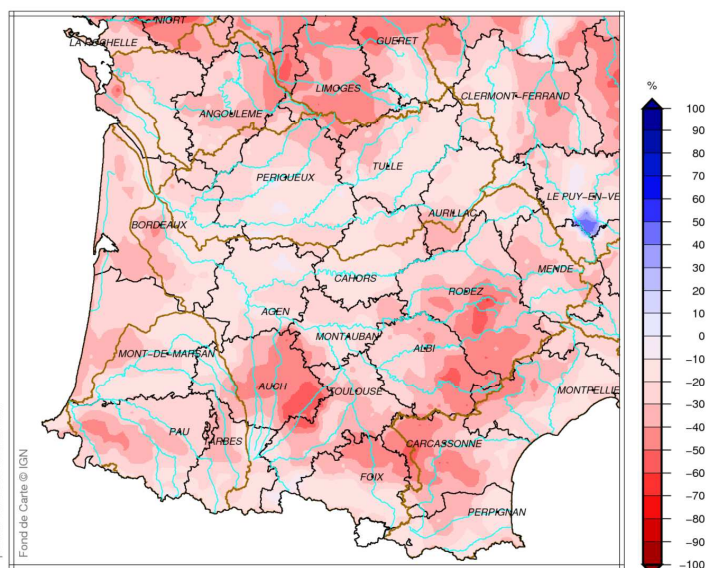 NIORT
LA ROCHELLE
GUERET
%
LIMOGES
CLERMONT-FERRAND
ANGOULEME
100
90
80
70
60
50
40
30
20
10
0
-10
-20
-30
-40
-50
-60
-70
-80
-90
-100
TULLE
PERIGUEUX
LE PUY-EN-VE
AURILLAC
BORDEAUX
MENDE
CAHORS
RODEZ
AGEN
MONTAUBAN
ALBI
MONT-DE-MARSAN
AUCH
TOULOUSE
MONTPELLIE
PAU
ARBES
CARCASSONNE
FOIX
PERPIGNAN
Fond de Carte © IGN